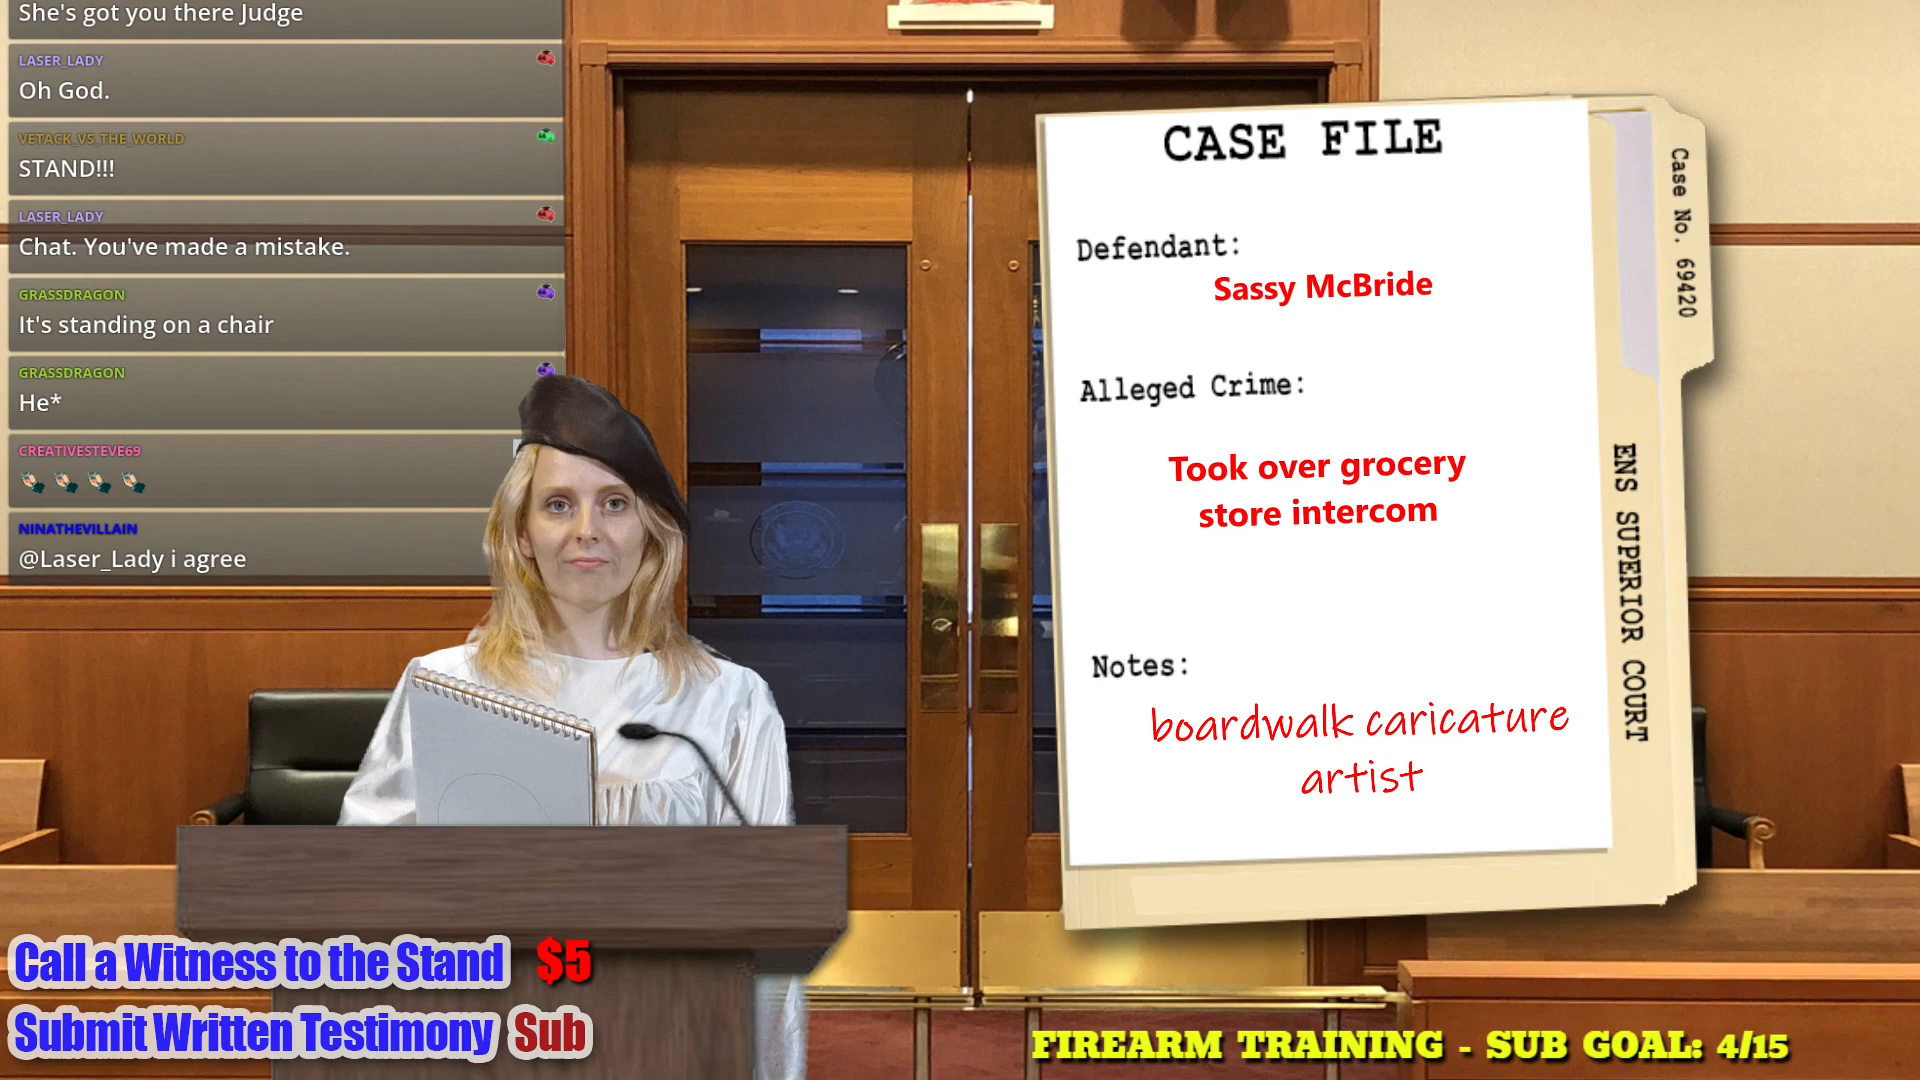 She's got you there Judge
LASER_LADY
Oh God.
VETACK_VS_THE_WORLD
STAND!!!
LASER_LADY
Chat. You've made a mistake.
GRASSDRAGON
It's standing on a chair
GRASSDRAGON
He*
CREATIVESTEVE69
NINATHEVILLAIN
@Laser_Lady i agree
CASE FILE
Defendant:
Sassy McBride
Alleged Crime:
Took over grocery
store intercom
Notes:
boardwalk caricature
artist
Case No. 69420
ENS SUPERIOR COURT
Call a Witness to the Stand $5
Submit Written Testimony Sub
FIREARM TRAINING - SUB GOAL: 4/15